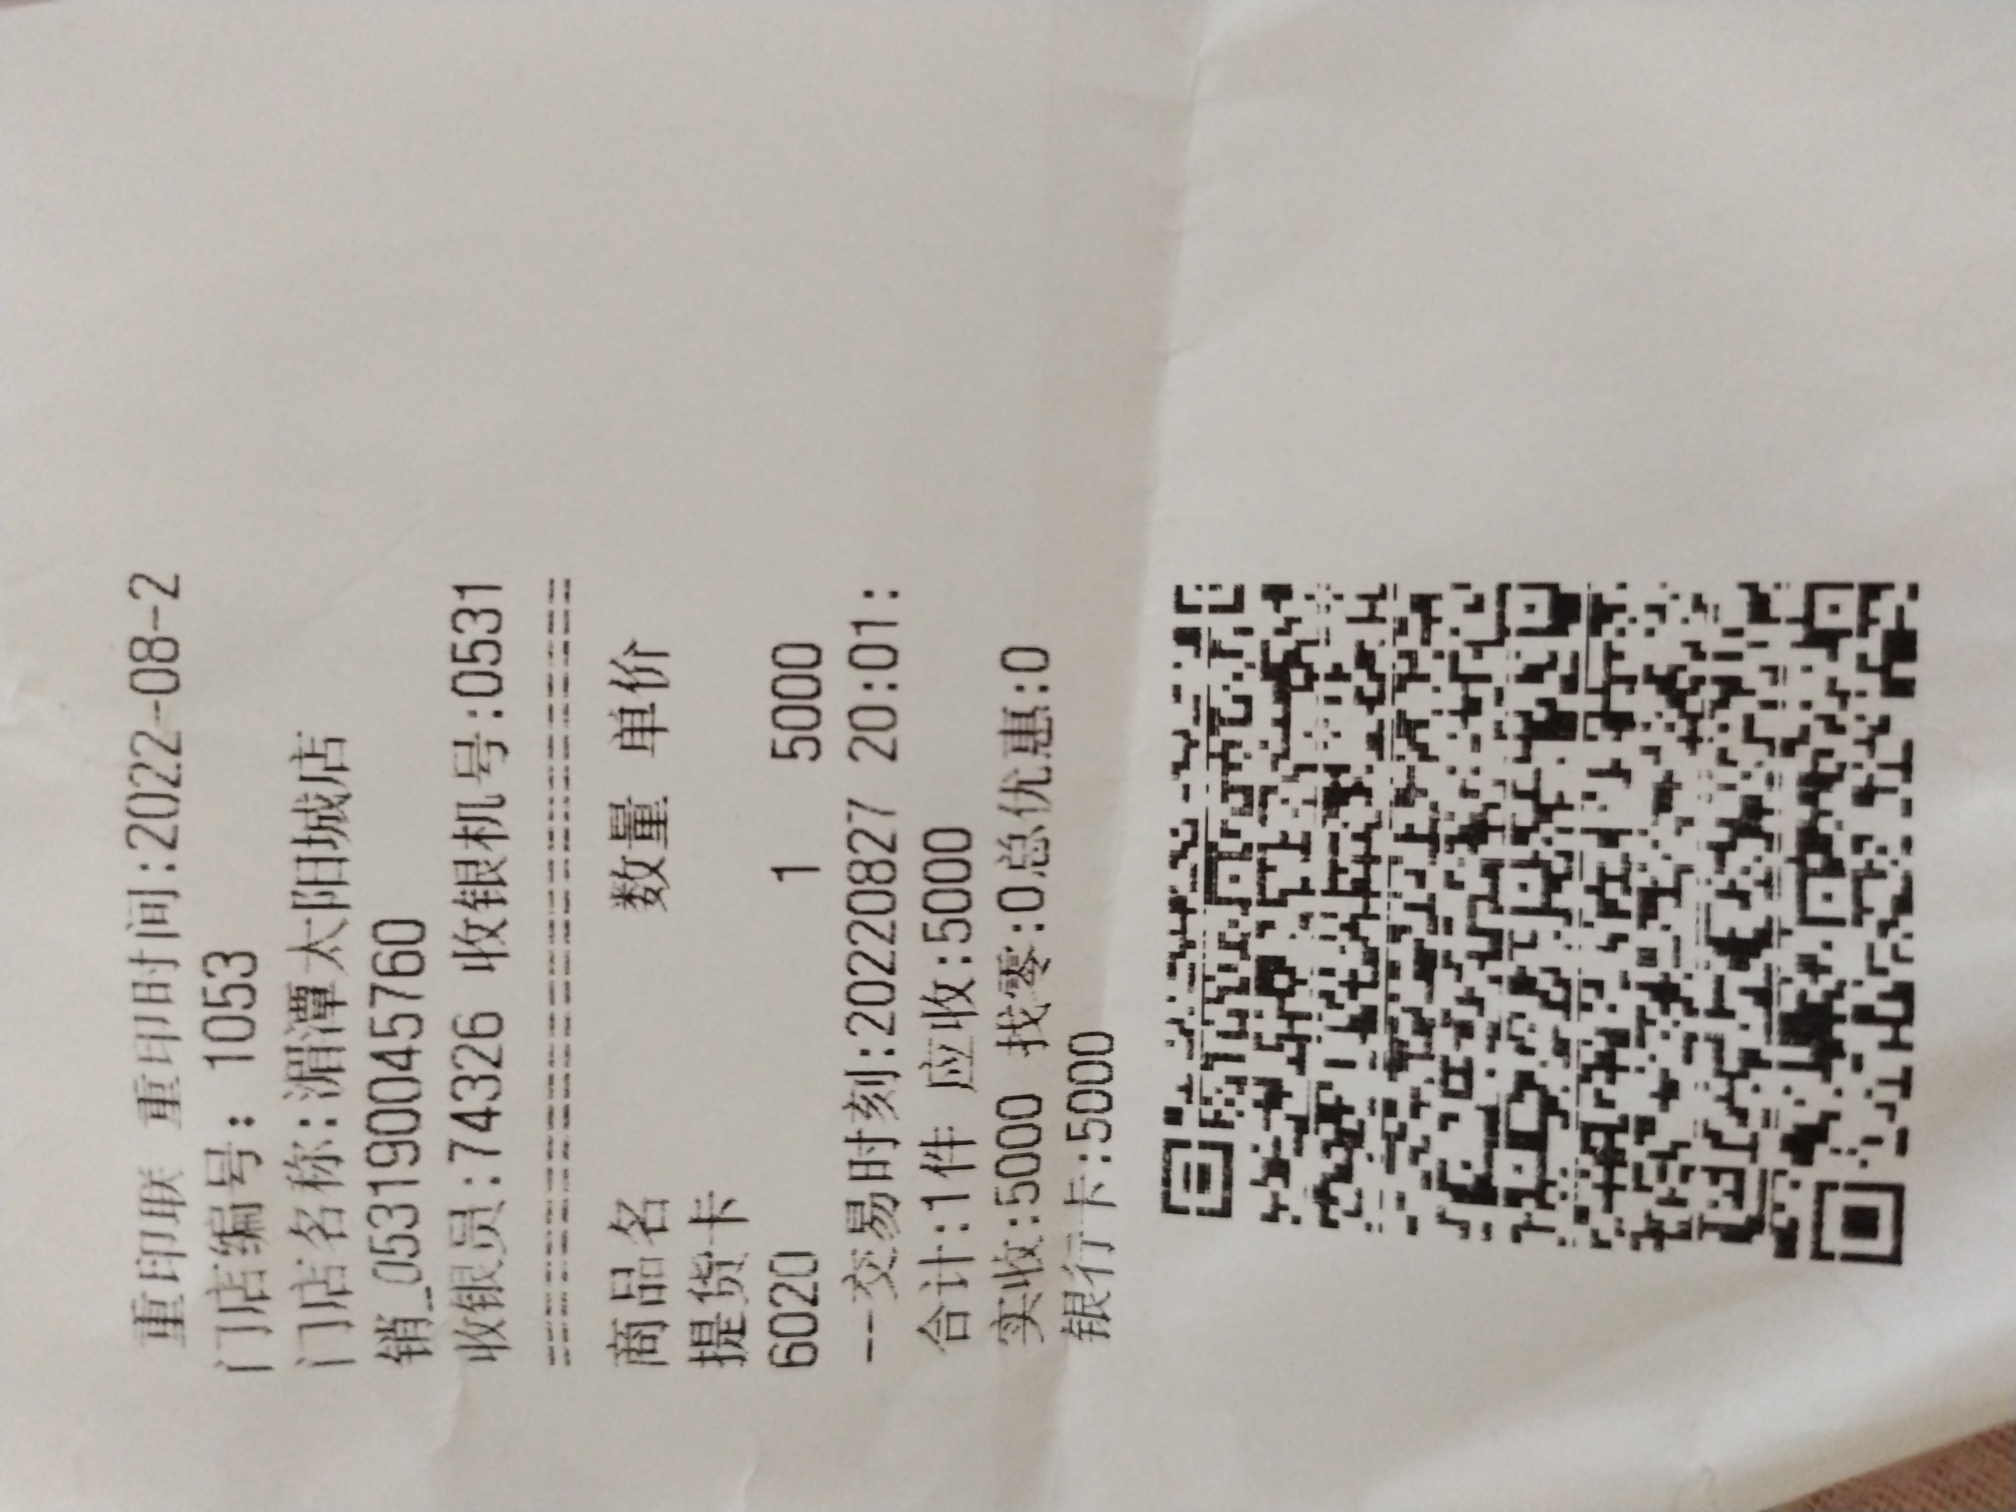 重印联 重印时间:2022-08-2
门店编号: 1053
门店名称:湄潭太阳城店
销_053190045760
收银员:74326 收银机号:0531
==============================
商品名 数量 单价
提货卡
6020 1 5000
--交易时刻:20220827 20:01:
合计:1件 应收:5000
实收:5000 找零:0总优惠:0
银行卡:5000